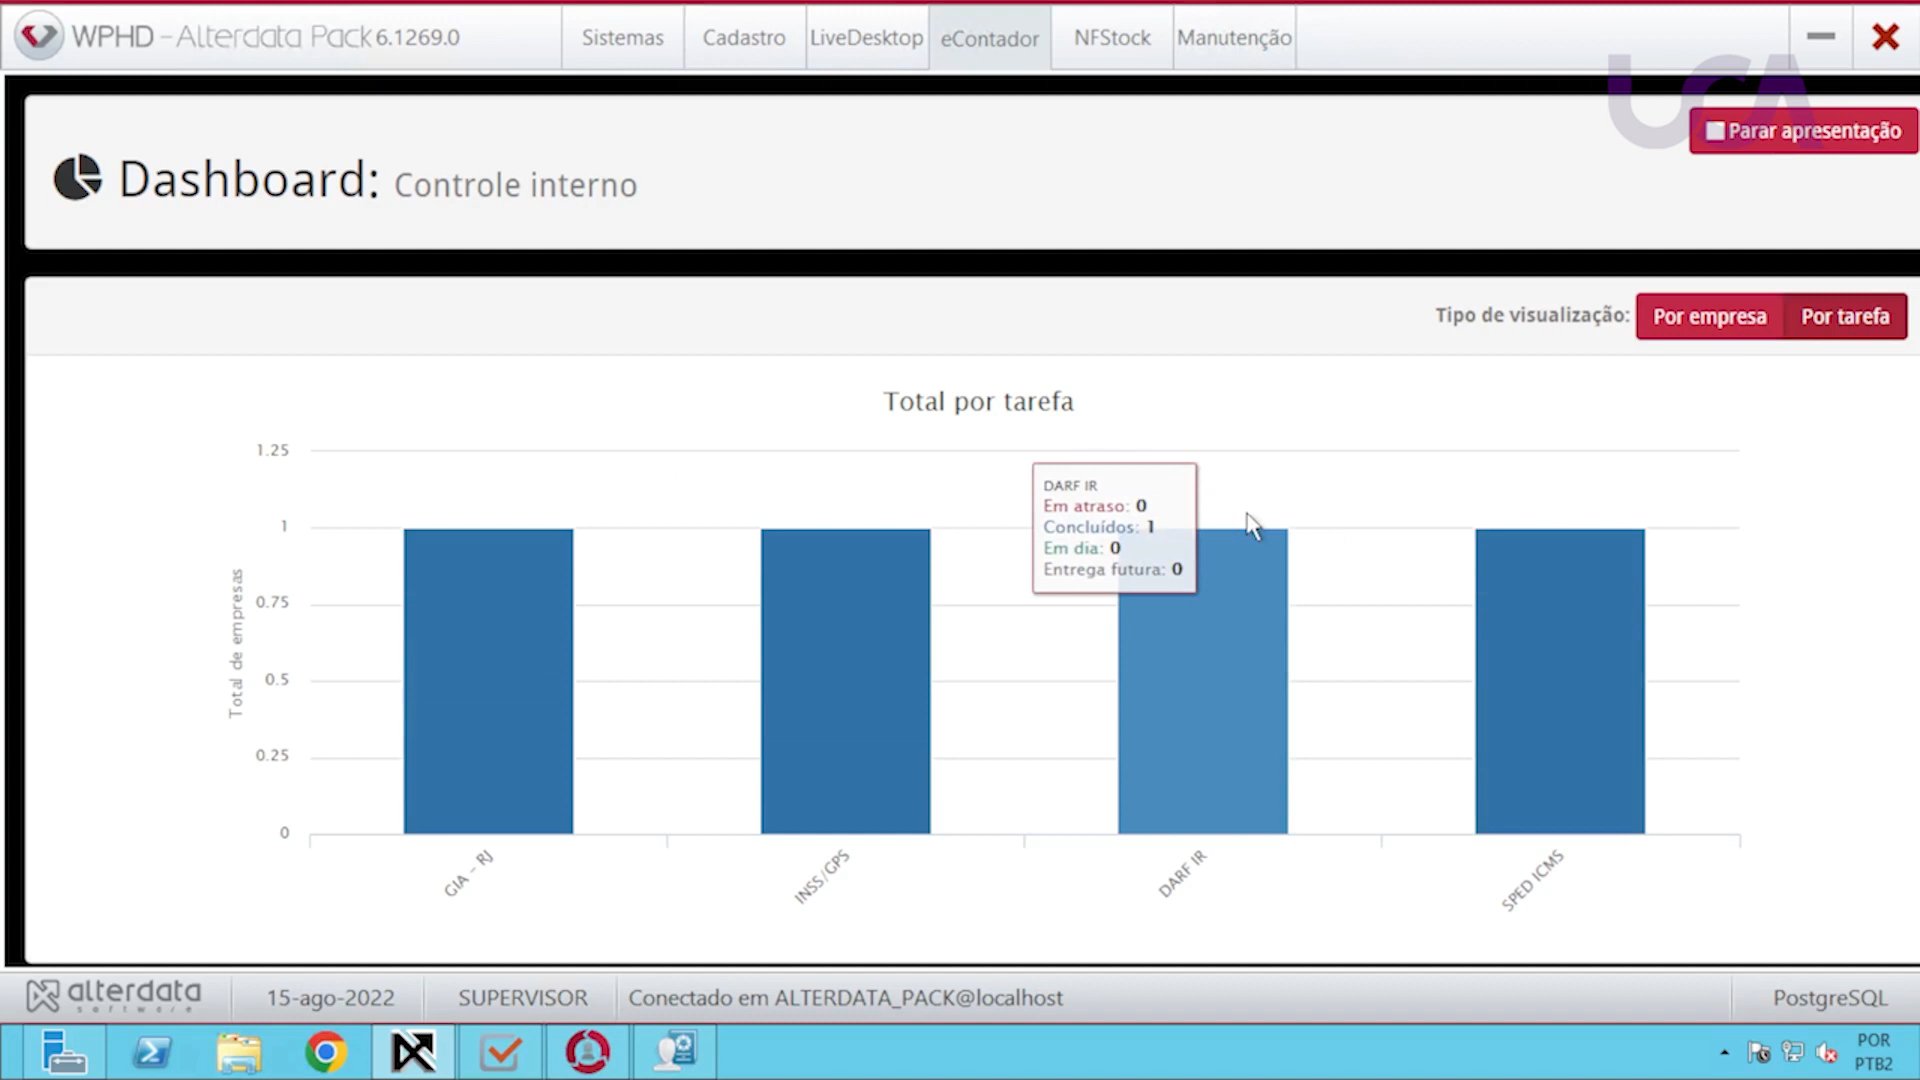 WPHD - Alterdata Pack 6.1269.0
Sistemas
Cadastro
LiveDesktop
eContador
NFStock
Manutenção
UCA
Parar apresentação
Dashboard: Controle interno
Tipo de visualização:
Por empresa
Por tarefa
Total por tarefa
1.25
1
0.75
0.5
0.25
0
Total de empresas
DARF IR
Em atraso: 0
Concluídos: 1
Em dia: 0
Entrega futura: 0
GIA - RJ
INSS/GPS
DARF IR
SPED ICMS
alterdata
software
15-ago-2022
SUPERVISOR
Conectado em ALTERDATA_PACK@localhost
PostgreSQL
POR
PTB2